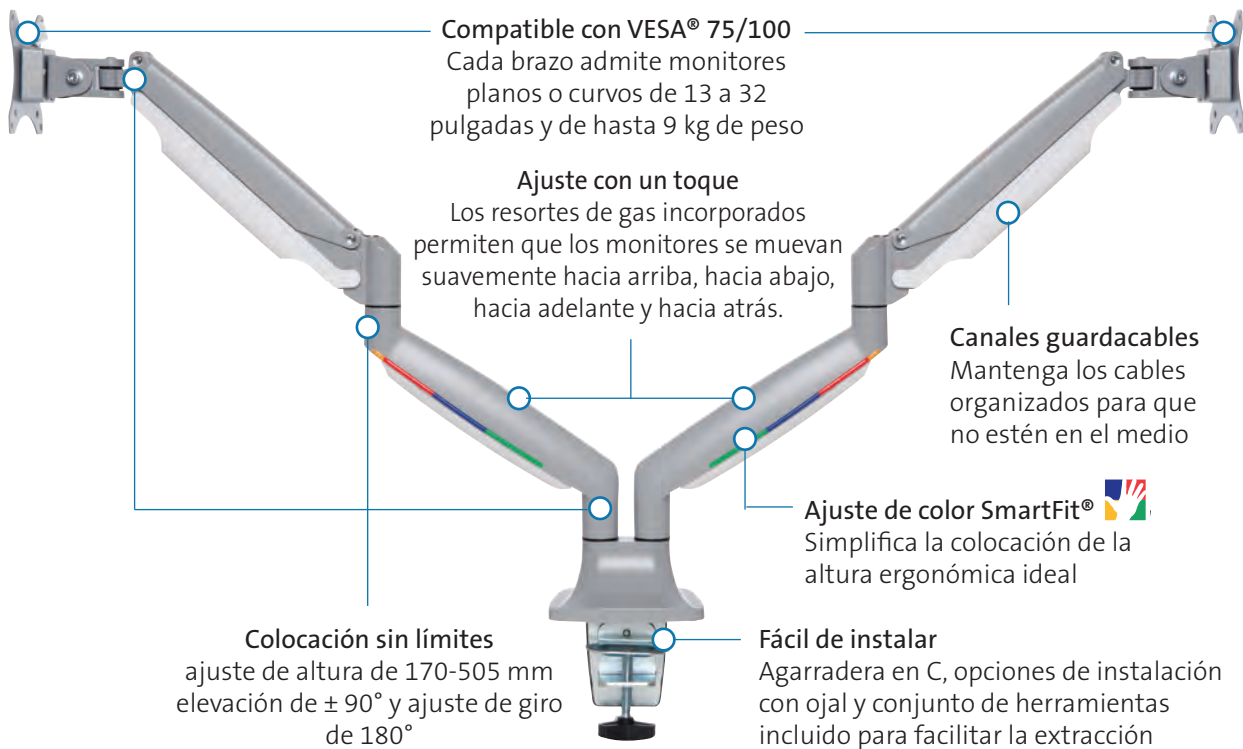 Compatible con VESA® 75/100
Cada brazo admite monitores
planos o curvos de 13 a 32
pulgadas y de hasta 9 kg de peso
Ajuste con un toque
Los resortes de gas incorporados
permiten que los monitores se muevan
suavemente hacia arriba, hacia abajo,
hacia adelante y hacia atrás.
Canales guardacables
Mantenga los cables
organizados para que
no estén en el medio
Ajuste de color SmartFit®
Simplifica la colocación de la
altura ergonómica ideal
Colocación sin límites
ajuste de altura de 170-505 mm
elevación de ± 90° y ajuste de giro
de 180°
Fácil de instalar
Agarradera en C, opciones de instalación
con ojal y conjunto de herramientas
incluido para facilitar la extracción